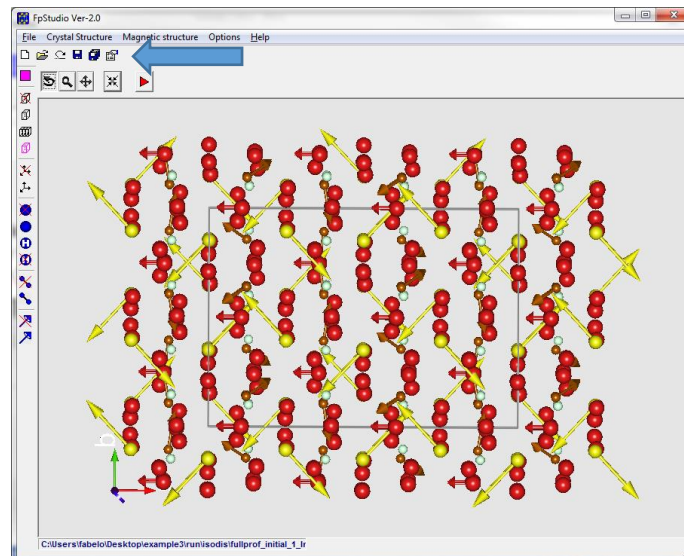 FpStudio Ver-2.0
File Crystal Structure Magnetic structure Options Help
b
C:\Users\fabelo\Desktop\example3\run\isodis\fullprof_initial_1_Ir